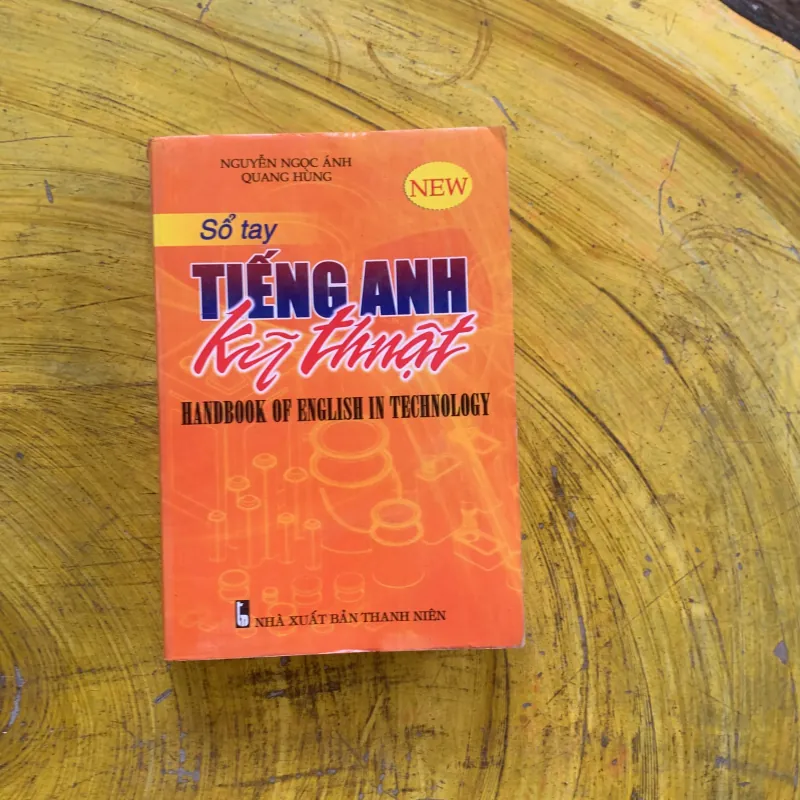 NGUYỄN NGỌC ÁNH
QUANG HÙNG
NEW
Sổ tay
TIẾNG ANH
kỹ thuật
HANDBOOK OF ENGLISH IN TECHNOLOGY
NHÀ XUẤT BẢN THANH NIÊN